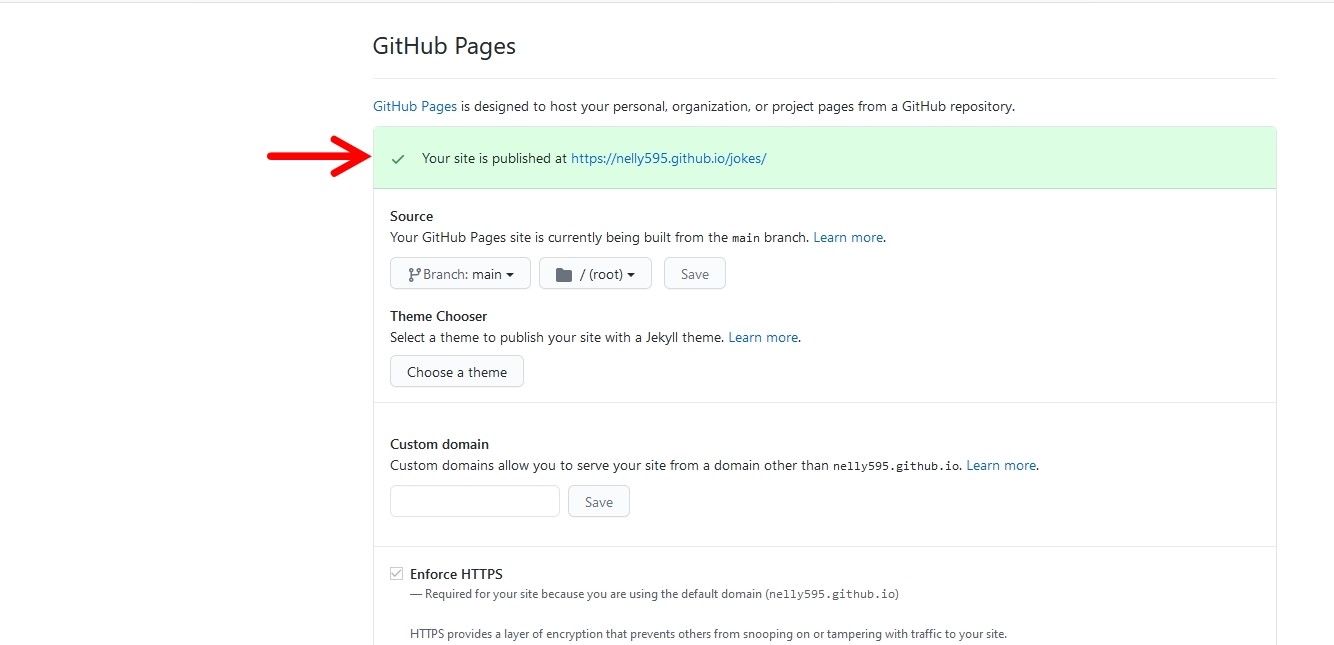 GitHub Pages
GitHub Pages is designed to host your personal, organization, or project pages from a GitHub repository.
Your site is published at https://nelly595.github.io/jokes/
Source
Your GitHub Pages site is currently being built from the main branch. Learn more.
Branch: main / (root) Save
Theme Chooser
Select a theme to publish your site with a Jekyll theme. Learn more.
Choose a theme
Custom domain
Custom domains allow you to serve your site from a domain other than nelly595.github.io. Learn more.
Save
Enforce HTTPS
— Required for your site because you are using the default domain (nelly595.github.io)
HTTPS provides a layer of encryption that prevents others from snooping on or tampering with traffic to your site.